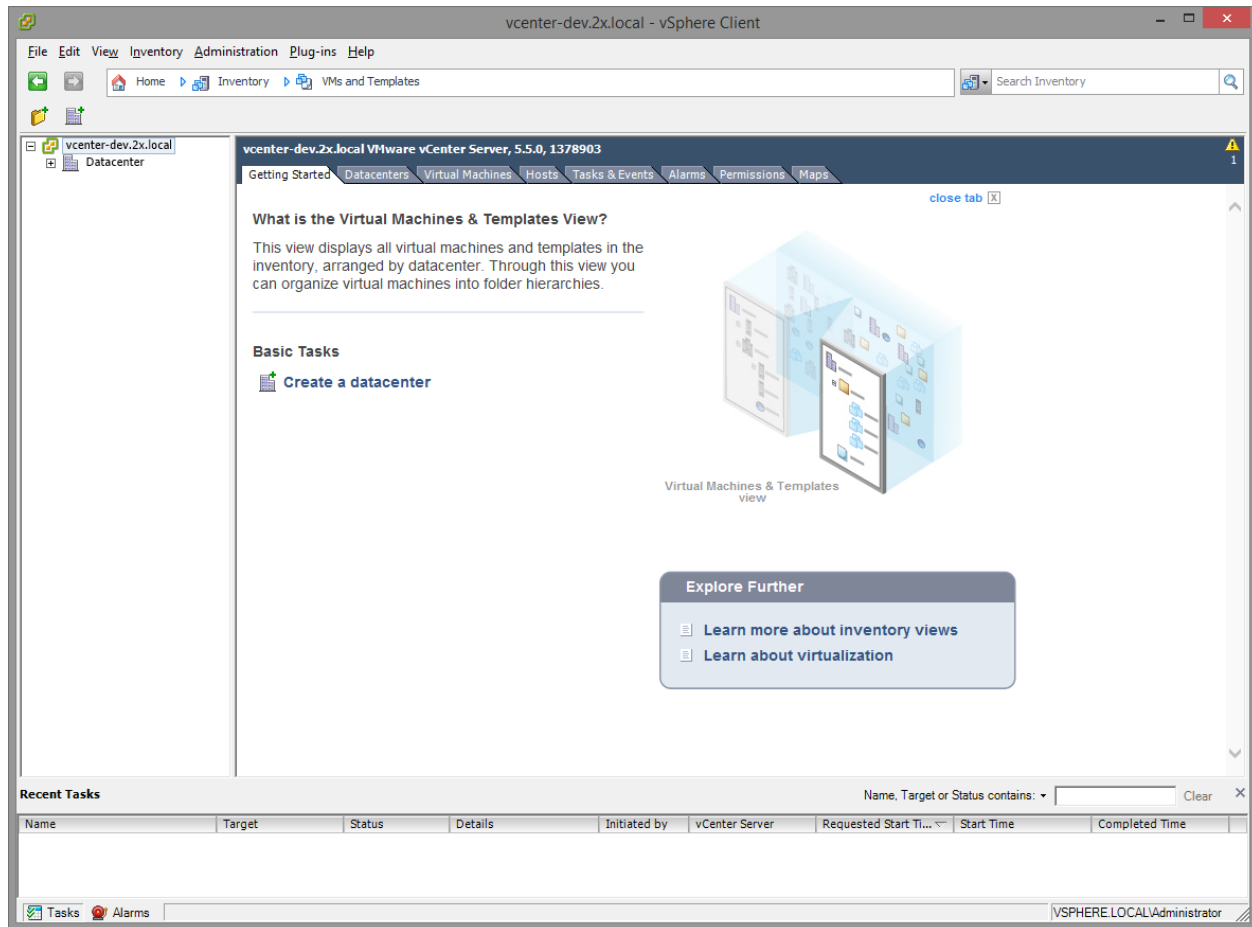 vcenter-dev.2x.local - vSphere Client
File Edit View Inventory Administration Plug-ins Help
Home Inventory VMs and Templates Search Inventory
vcenter-dev.2x.local
Datacenter
vcenter-dev.2x.local VMware vCenter Server, 5.5.0, 1378903
1
Getting Started Datacenters Virtual Machines Hosts Tasks & Events Alarms Permissions Maps
close tab X
What is the Virtual Machines & Templates View?
This view displays all virtual machines and templates in the
inventory, arranged by datacenter. Through this view you
can organize virtual machines into folder hierarchies.
Basic Tasks
Create a datacenter
Virtual Machines & Templates
view
Explore Further
Learn more about inventory views
Learn about virtualization
Recent Tasks Name, Target or Status contains: Clear
Name Target Status Details Initiated by vCenter Server Requested Start Ti... Start Time Completed Time
Tasks Alarms VSPHERE.LOCAL\Administrator